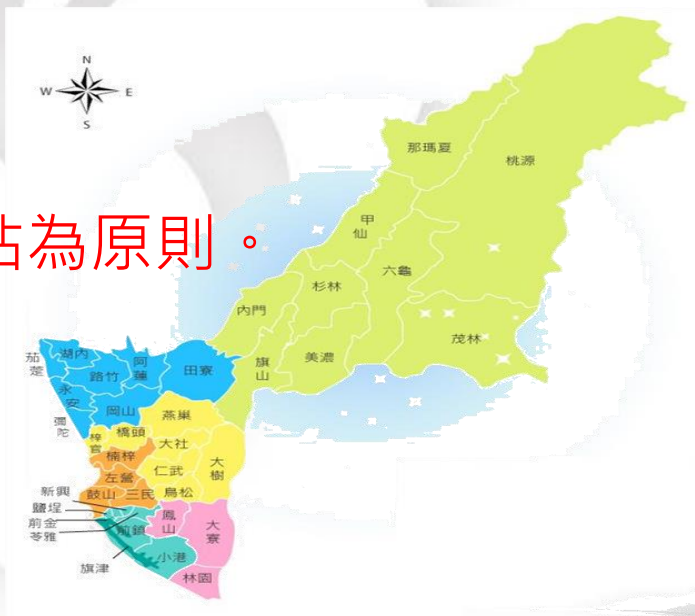 N
W
E
S
那瑪夏
桃源
站為原則。
甲仙
六龜
杉林
內門
茂林
旗山
美濃
茄萣
湖內
阿蓮
路竹
田寮
永安
岡山
燕巢
彌陀
梓官
橋頭
大社
楠梓
大樹
仁武
左營
新興
鼓山
三民
鳥松
鹽埕
前金
苓雅
鳳山
大寮
前鎮
小港
旗津
林園